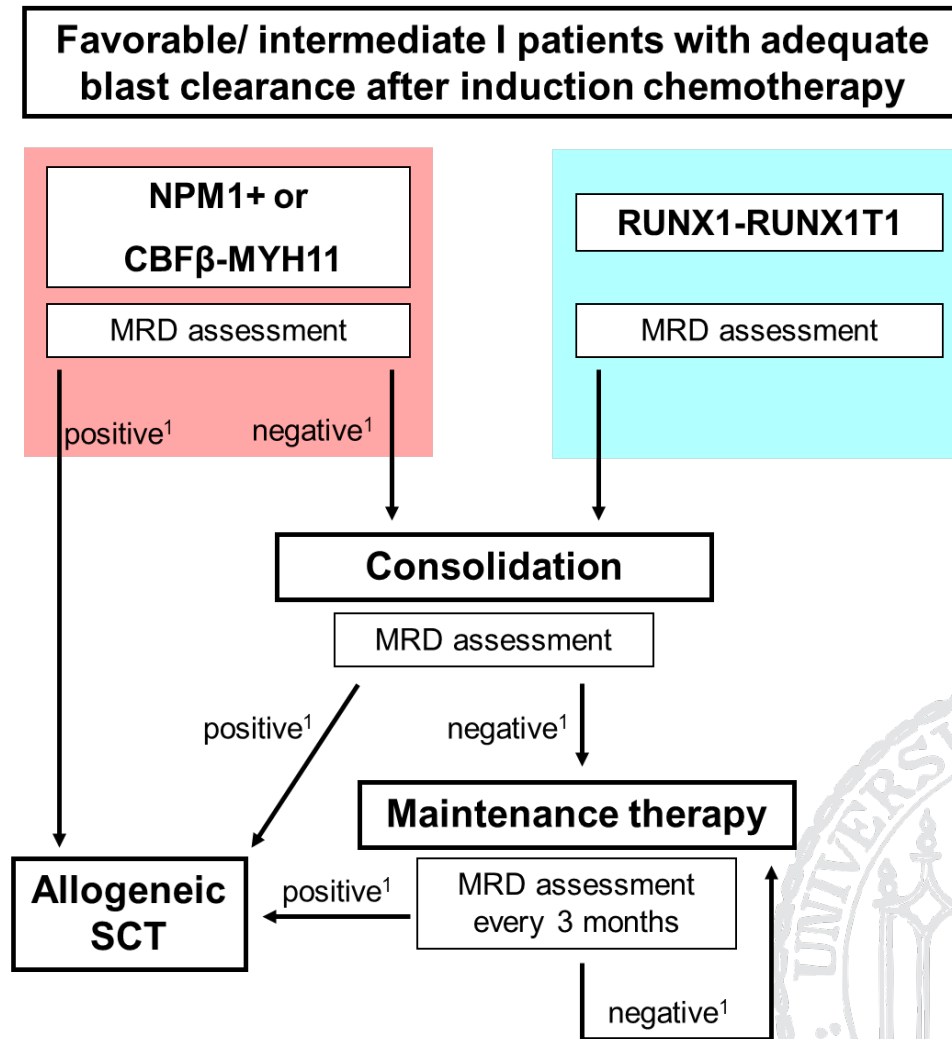 Favorable/ intermediate I patients with adequate
blast clearance after induction chemotherapy
NPM1+ or
CBFβ-MYH11
MRD assessment
positive¹
negative¹
RUNX1-RUNX1T1
MRD assessment
Consolidation
MRD assessment
positive¹
negative¹
Maintenance therapy
MRD assessment
every 3 months
positive¹
negative¹
Allogeneic
SCT